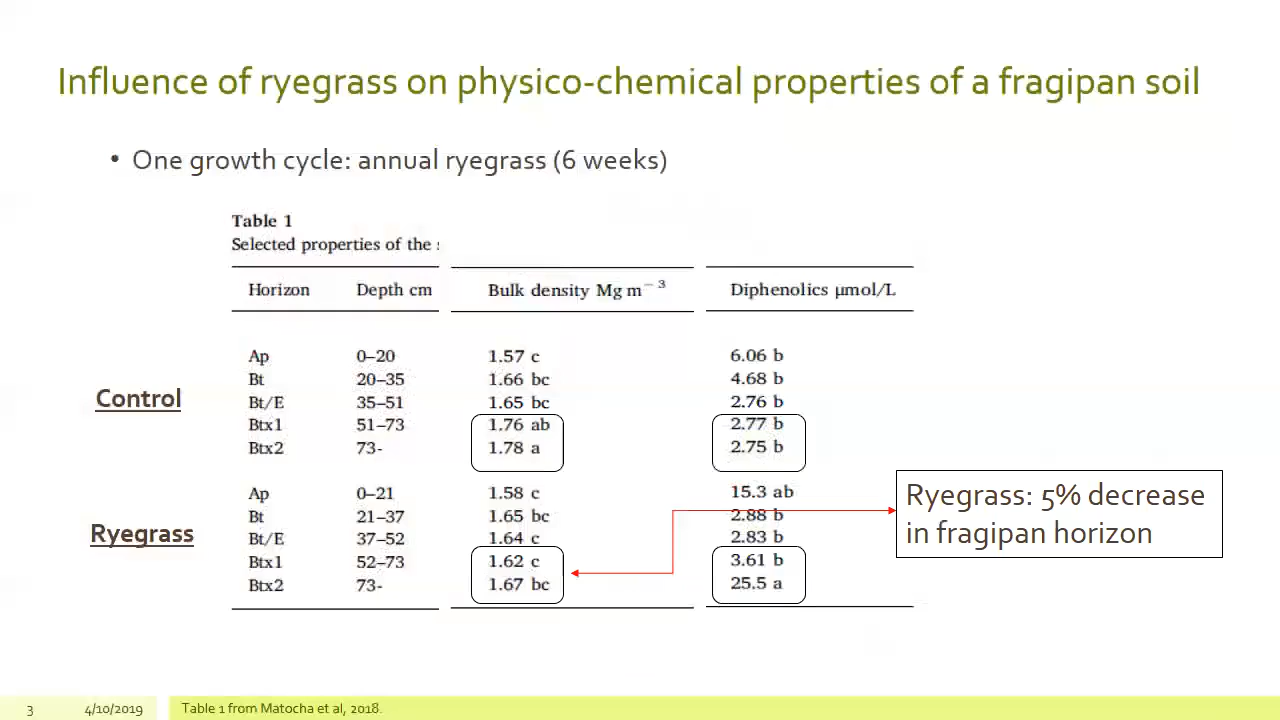 Influence of ryegrass on physico-chemical properties of a fragipan soil
• One growth cycle: annual ryegrass (6 weeks)
Table 1
Selected properties of the
Horizon Depth cm Bulk density Mg m⁻³ Diphenolics µmol/L
Control
Ap 0–20 1.57 c 6.06 b
Bt 20–35 1.66 bc 4.68 b
Bt/E 35–51 1.65 bc 2.76 b
Btx1 51–73 1.76 ab 2.77 b
Btx2 73- 1.78 a 2.75 b
Ryegrass
Ap 0–21 1.58 c 15.3 ab
Bt 21–37 1.65 bc 2.88 b
Bt/E 37–52 1.64 c 2.83 b
Btx1 52–73 1.62 c 3.61 b
Btx2 73- 1.67 bc 25.5 a
Ryegrass: 5% decrease
in fragipan horizon
3 4/10/2019 Table 1 from Matocha et al, 2018.